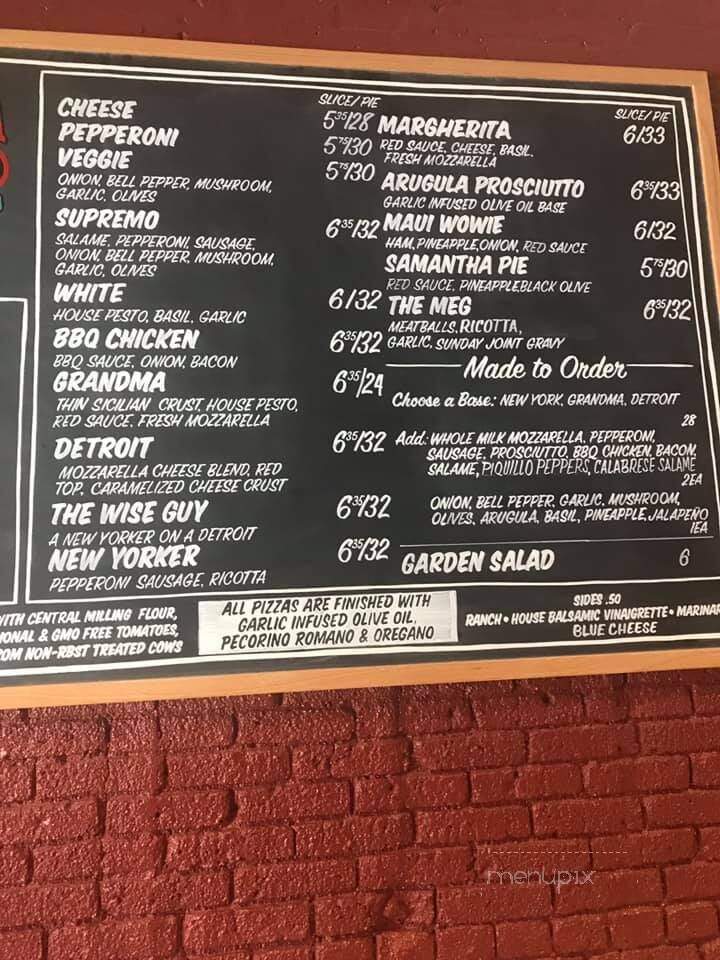 SLICE/PIE
CHEESE 5.35/28
PEPPERONI 5.75/30
VEGGIE 5.75/30
ONION, BELL PEPPER, MUSHROOM,
GARLIC, OLIVES
SUPREMO 6.35/32
SALAME, PEPPERONI, SAUSAGE,
ONION, BELL PEPPER, MUSHROOM,
GARLIC, OLIVES
WHITE 6/32
HOUSE PESTO, BASIL, GARLIC
BBQ CHICKEN 6.35/32
BBQ SAUCE, ONION, BACON
GRANDMA 6.35/24
THIN SICILIAN CRUST, HOUSE PESTO,
RED SAUCE, FRESH MOZZARELLA
DETROIT 6.35/32
MOZZARELLA CHEESE BLEND, RED
TOP, CARAMELIZED CHEESE CRUST
THE WISE GUY 6.35/32
A NEW YORKER ON A DETROIT
NEW YORKER 6.35/32
PEPPERONI SAUSAGE, RICOTTA
SLICE/PIE
MARGHERITA 6/33
RED SAUCE, CHEESE, BASIL,
FRESH MOZZARELLA
ARUGULA PROSCIUTTO 6.35/33
GARLIC INFUSED OLIVE OIL BASE
MAUI WOWIE 6/32
HAM, PINEAPPLE, ONION, RED SAUCE
SAMANTHA PIE 5.75/30
RED SAUCE, PINEAPPLE BLACK OLIVE
THE MEG 6.35/32
MEATBALLS, RICOTTA,
GARLIC, SUNDAY JOINT GRAVY
Made to Order
Choose a Base: NEW YORK, GRANDMA, DETROIT
28
Add: WHOLE MILK MOZZARELLA, PEPPERONI,
SAUSAGE, PROSCIUTTO, BBQ CHICKEN, BACON,
SALAME, PIQUILLO PEPPERS, CALABRESE SALAME
2EA
ONION, BELL PEPPER, GARLIC, MUSHROOM,
OLIVES, ARUGULA, BASIL, PINEAPPLE, JALAPEÑO
1EA
GARDEN SALAD 6
WITH CENTRAL MILLING FLOUR,
IONAL & GMO FREE TOMATOES,
OM NON-RBST TREATED COWS
ALL PIZZAS ARE FINISHED WITH
GARLIC INFUSED OLIVE OIL,
PECORINO ROMANO & OREGANO
SIDES .50
RANCH • HOUSE BALSAMIC VINAIGRETTE • MARINAR
BLUE CHEESE
menupix